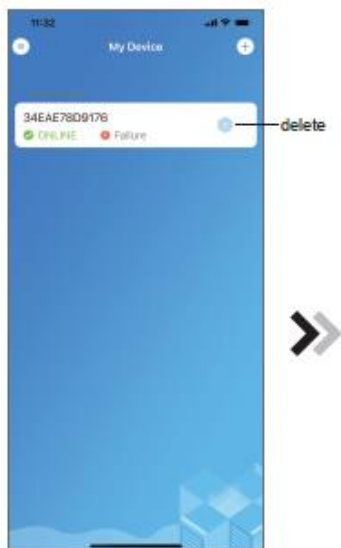 11:32
My Device
34EAE78D9176
ONLINE Failure
delete